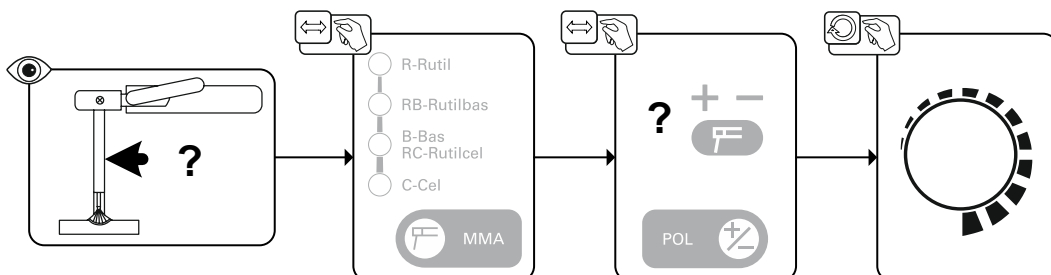 ?
R-Rutil
RB-Rutilbas
B-Bas
RC-Rutilcel
C-Cel
MMA
?
+ −
POL
+/−